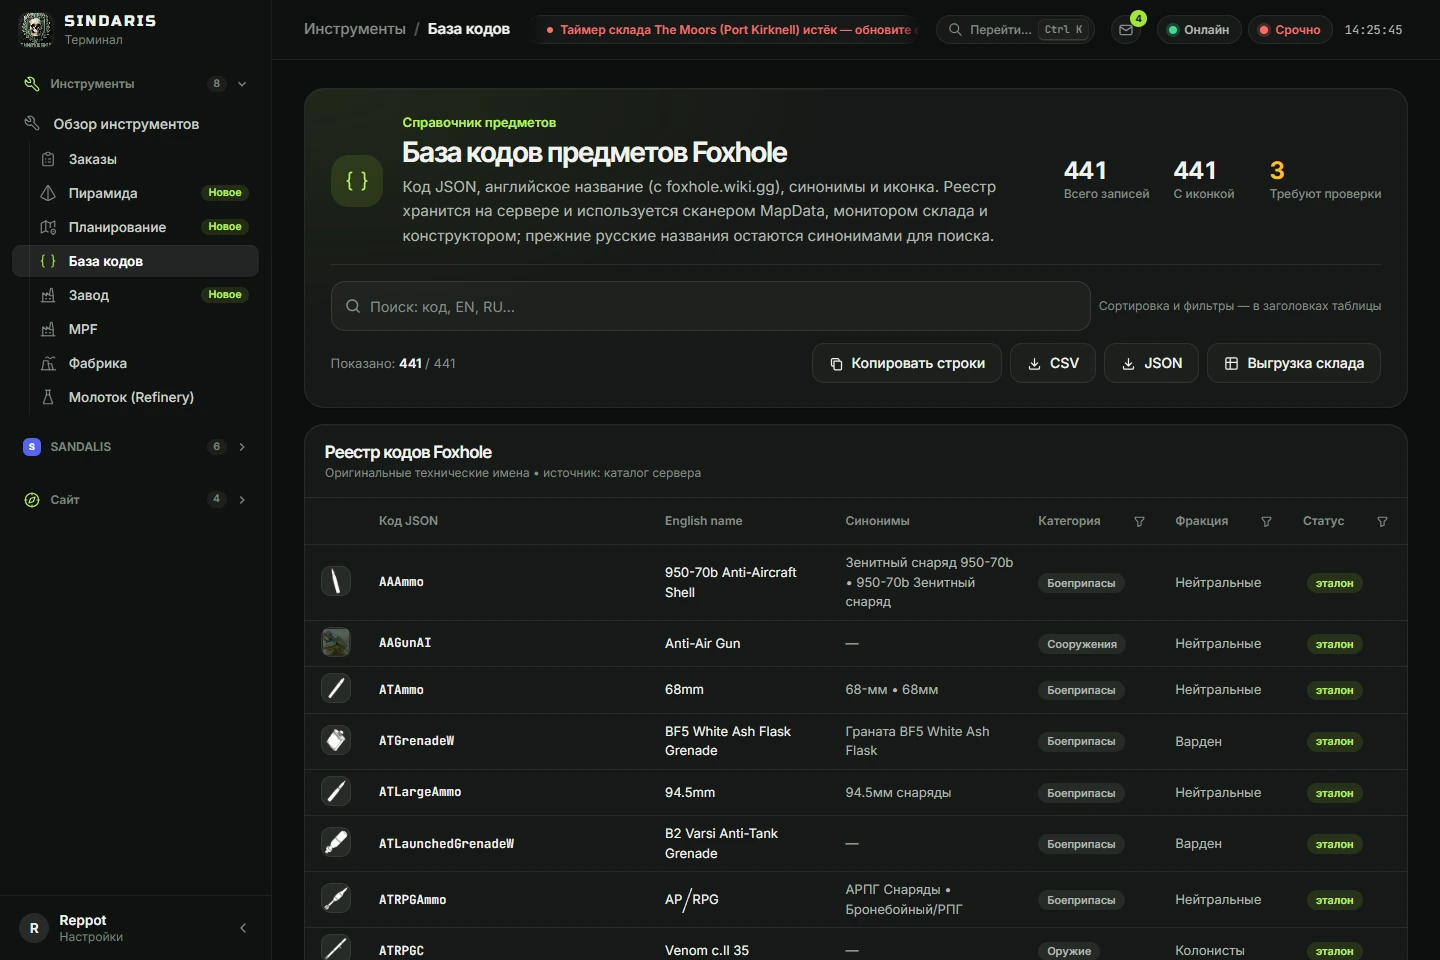 SINDARIS
Терминал
Инструменты 8
Обзор инструментов
Заказы
Пирамида Новое
Планирование Новое
База кодов
Завод Новое
MPF
Фабрика
Молоток (Refinery)
S SANDALIS 6
Сайт 4
R Reppot
Настройки
Инструменты / База кодов
Таймер склада The Moors (Port Kirknell) истёк — обновите
Перейти... Ctrl K
4
Онлайн
Срочно
14:25:45
Справочник предметов
База кодов предметов Foxhole
Код JSON, английское название (с foxhole.wiki.gg), синонимы и иконка. Реестр
хранится на сервере и используется сканером MapData, монитором склада и
конструктором; прежние русские названия остаются синонимами для поиска.
441 441 3
Всего записей С иконкой Требуют проверки
Поиск: код, EN, RU...
Сортировка и фильтры — в заголовках таблицы
Показано: 441 / 441
Копировать строки CSV JSON Выгрузка склада
Реестр кодов Foxhole
Оригинальные технические имена • источник: каталог сервера
Код JSON English name Синонимы Категория Фракция Статус
AAAmmo
950-70b Anti-Aircraft
Shell
Зенитный снаряд 950-70b
• 950-70b Зенитный
снаряд
Боеприпасы Нейтральные эталон
AAGunAI Anti-Air Gun — Сооружения Нейтральные эталон
ATAmmo 68mm 68-мм • 68мм Боеприпасы Нейтральные эталон
ATGrenadeW
BF5 White Ash Flask
Grenade
Граната BF5 White Ash
Flask
Боеприпасы Варден эталон
ATLargeAmmo 94.5mm 94.5мм снаряды Боеприпасы Нейтральные эталон
ATLaunchedGrenadeW
B2 Varsi Anti-Tank
Grenade
— Боеприпасы Варден эталон
ATRPGAmmo AP/RPG
АРПГ Снаряды •
Бронебойный/РПГ
Боеприпасы Нейтральные эталон
ATRPGC Venom c.II 35 — Оружие Колонисты эталон